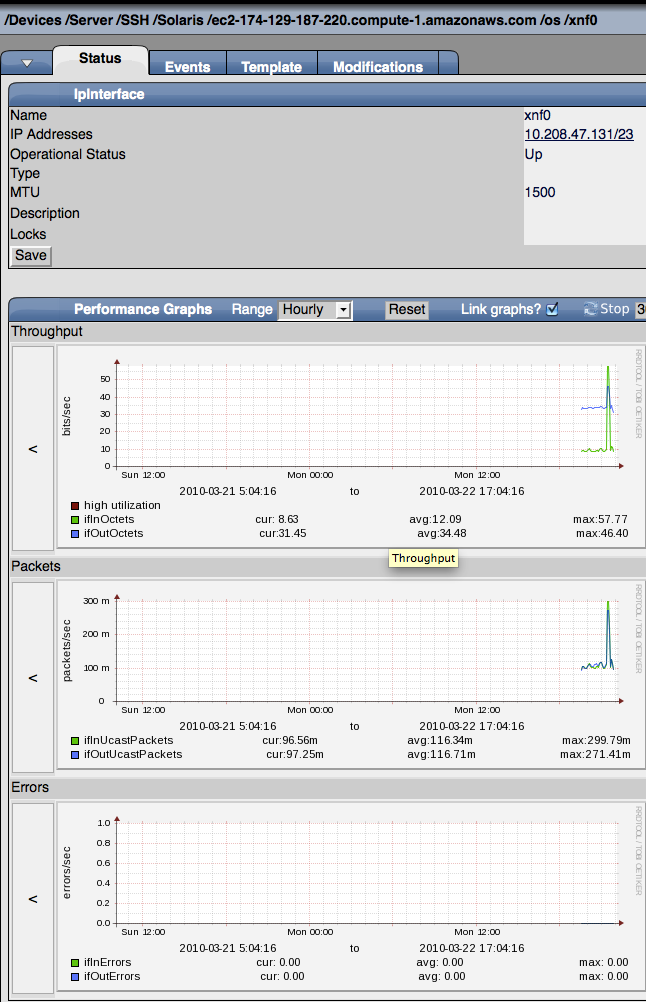 /Devices /Server /SSH /Solaris /ec2-174-129-187-220.compute-1.amazonaws.com /os /xnf0
Status Events Template Modifications
IpInterface
Name xnf0
IP Addresses 10.208.47.131/23
Operational Status Up
Type
MTU 1500
Description
Locks
Save
Performance Graphs Range Hourly Reset Link graphs? Stop 3
Throughput
<
bits/sec
50
40
30
20
10
0
Sun 12:00 Mon 00:00 Mon 12:00
2010-03-21 5:04:16 to 2010-03-22 17:04:16
high utilization
ifInOctets cur: 8.63 avg:12.09 max:57.77
ifOutOctets cur:31.45 avg:34.48 max:46.40
RRDTOOL / TOBI OETIKER
Throughput
Packets
<
packets/sec
300 m
200 m
100 m
0
Sun 12:00 Mon 00:00 Mon 12:00
2010-03-21 5:04:16 to 2010-03-22 17:04:16
ifInUcastPackets cur:96.56m avg:116.34m max:299.79m
ifOutUcastPackets cur:97.25m avg:116.71m max:271.41m
RRDTOOL / TOBI OETIKER
Errors
<
errors/sec
1.0
0.8
0.6
0.4
0.2
0.0
Sun 12:00 Mon 00:00 Mon 12:00
2010-03-21 5:04:16 to 2010-03-22 17:04:16
ifInErrors cur: 0.00 avg: 0.00 max: 0.00
ifOutErrors cur: 0.00 avg: 0.00 max: 0.00
RRDTOOL / TOBI OETIKER